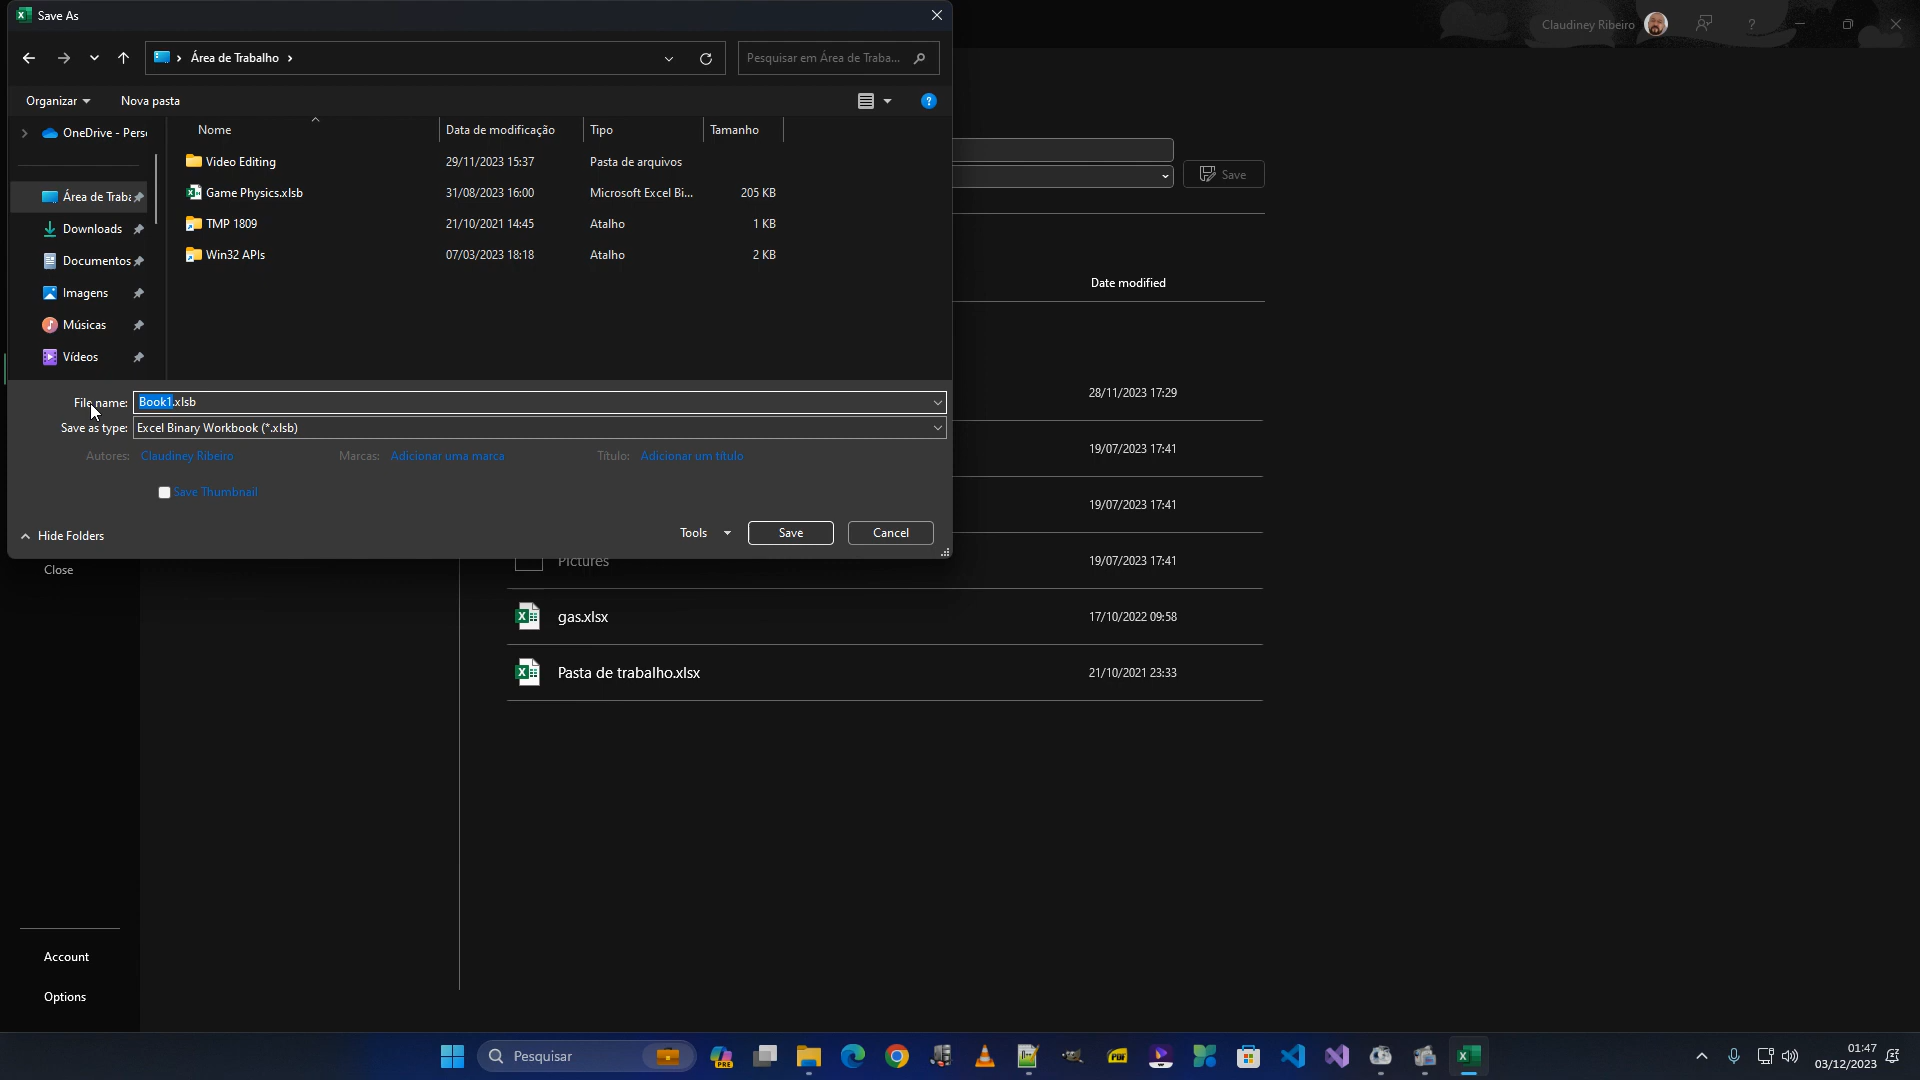 Save As
Claudiney Ribeiro
Área de Trabalho
Pesquisar em Área de Traba...
Organizar
Nova pasta
Nome
Data de modificação
Tipo
Tamanho
OneDrive - Pers
Video Editing
29/11/2023 15:37
Pasta de arquivos
Game Physics.xlsb
31/08/2023 16:00
Microsoft Excel Bi...
205 KB
TMP 1809
21/10/2021 14:45
Atalho
1 KB
Win32 APIs
07/03/2023 18:18
Atalho
2 KB
Área de Traba
Downloads
Documentos
Imagens
Músicas
Vídeos
Save
Date modified
28/11/2023 17:29
19/07/2023 17:41
19/07/2023 17:41
19/07/2023 17:41
File name:
Book1.xlsb
Save as type:
Excel Binary Workbook (*.xlsb)
Autores:
Claudiney Ribeiro
Marcas:
Adicionar uma marca
Título:
Adicionar um título
Save Thumbnail
Hide Folders
Tools
Save
Cancel
Close
Pictures
gas.xlsx
17/10/2022 09:58
Pasta de trabalho.xlsx
21/10/2021 23:33
Account
Options
Pesquisar
PRE
PDF
01:47
03/12/2023